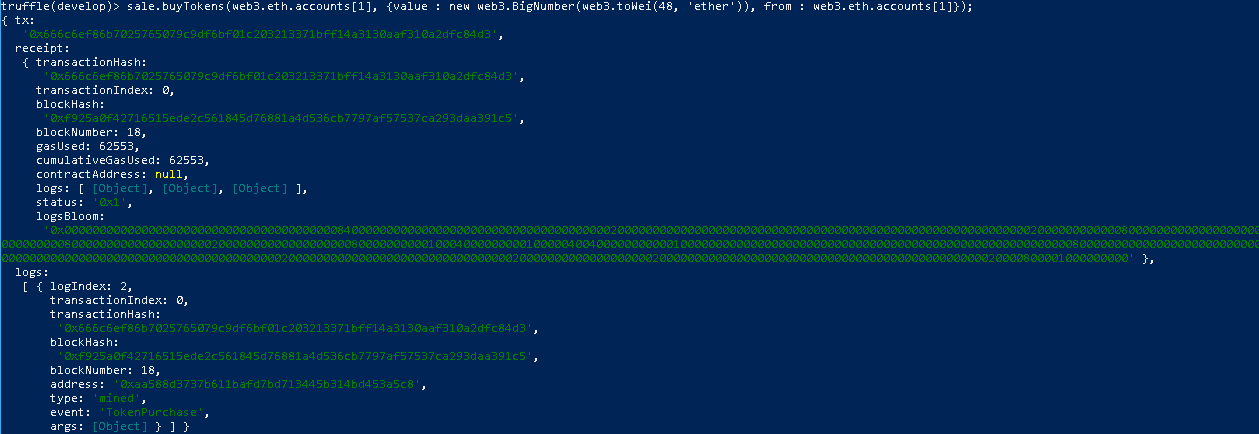 truffle(develop)> sale.buyTokens(web3.eth.accounts[1], {value : new web3.BigNumber(web3.toWei(48, 'ether')), from : web3.eth.accounts[1]});
{ tx:
'0x666c6ef86b7025765079c9df6bf01c203213371bff14a3130aaf310a2dfc84d3',
receipt:
{ transactionHash:
'0x666c6ef86b7025765079c9df6bf01c203213371bff14a3130aaf310a2dfc84d3',
transactionIndex: 0,
blockHash:
'0xf925a0f42716515ede2c561845d76881a4d536cb7797af57537ca293daa391c5',
blockNumber: 18,
gasUsed: 62553,
cumulativeGasUsed: 62553,
contractAddress: null,
logs: [ [Object], [Object], [Object] ],
status: '0x1',
logsBloom:
logs:
[ { logIndex: 2,
transactionIndex: 0,
transactionHash:
'0x666c6ef86b7025765079c9df6bf01c203213371bff14a3130aaf310a2dfc84d3',
blockHash:
'0xf925a0f42716515ede2c561845d76881a4d536cb7797af57537ca293daa391c5',
blockNumber: 18,
address: '0xaa588d3737b611bafd7bd713445b314bd453a5c8',
type: 'mined',
event: 'TokenPurchase',
args: [Object] } ] }